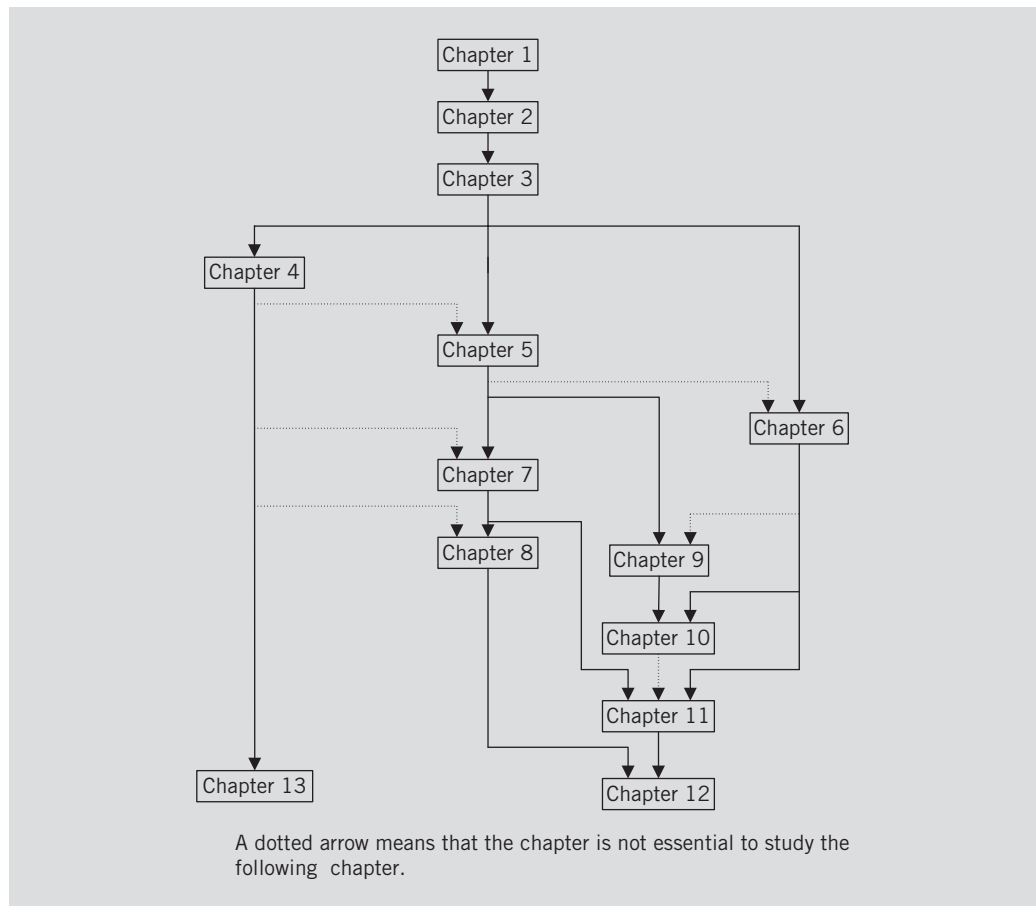 Chapter 1
Chapter 2
Chapter 3
Chapter 4
Chapter 5
Chapter 6
Chapter 7
Chapter 8
Chapter 9
Chapter 10
Chapter 11
Chapter 13
Chapter 12
A dotted arrow means that the chapter is not essential to study the
following chapter.